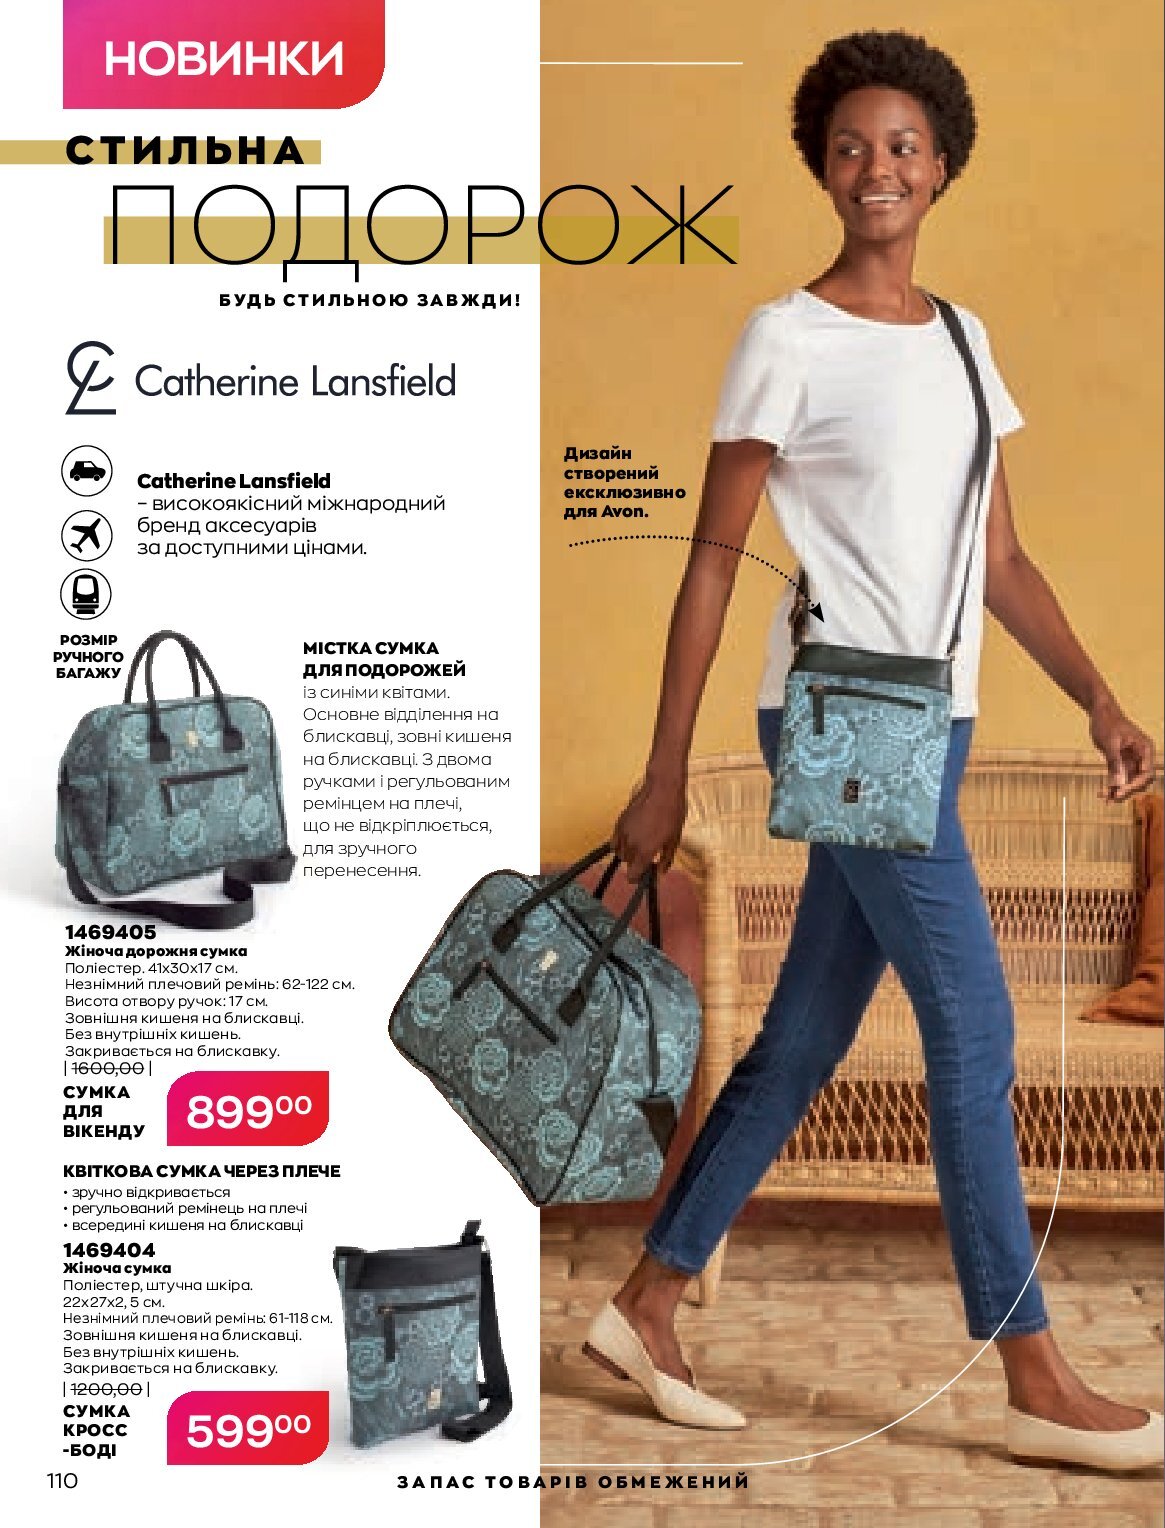 НОВИНКИ
СТИЛЬНА
ПОДОРОЖ
БУДЬ СТИЛЬНОЮ ЗАВЖДИ!
Catherine Lansfield
Catherine Lansfield
– високоякісний міжнародний
бренд аксесуарів
за доступними цінами.
Дизайн
створений
ексклюзивно
для Avon.
РОЗМІР
РУЧНОГО
БАГАЖУ
МІСТКА СУМКА
ДЛЯ ПОДОРОЖЕЙ
із синіми квітами.
Основне відділення на
блискавці, зовні кишеня
на блискавці. З двома
ручками і регульованим
ремінцем на плечі,
що не відкріплюється,
для зручного
перенесення.
1469405
Жіноча дорожня сумка
Поліестер. 41х30х17 см.
Незнімний плечовий ремінь: 62-122 см.
Висота отвору ручок: 17 см.
Зовнішня кишеня на блискавці.
Без внутрішніх кишень.
Закривається на блискавку.
| 1600,00 |
СУМКА
ДЛЯ
ВІКЕНДУ
899⁰⁰
КВІТКОВА СУМКА ЧЕРЕЗ ПЛЕЧЕ
• зручно відкривається
• регульований ремінець на плечі
• всередині кишеня на блискавці
1469404
Жіноча сумка
Поліестер, штучна шкіра.
22х27х2, 5 см.
Незнімний плечовий ремінь: 61-118 см.
Зовнішня кишеня на блискавці.
Без внутрішніх кишень.
Закривається на блискавку.
| 1200,00 |
СУМКА
КРОСС
-БОДІ
599⁰⁰
110
ЗАПАС ТОВАРІВ ОБМЕЖЕНИЙ